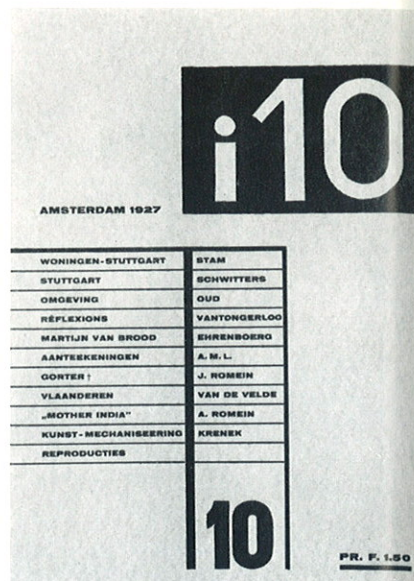 i10
AMSTERDAM 1927
WONINGEN-STUTTGART STAM
STUTTGART SCHWITTERS
OMGEVING OUD
RÉFLEXIONS VANTONGERLOO
MARTIJN VAN BROOD EHRENBOERG
AANTEEKENINGEN A. M. L.
GORTER † J. ROMEIN
VLAANDEREN VAN DE VELDE
„MOTHER INDIA” A. ROMEIN
KUNST-MECHANISEERING KRENEK
REPRODUCTIES
10
PR. F. 1.50